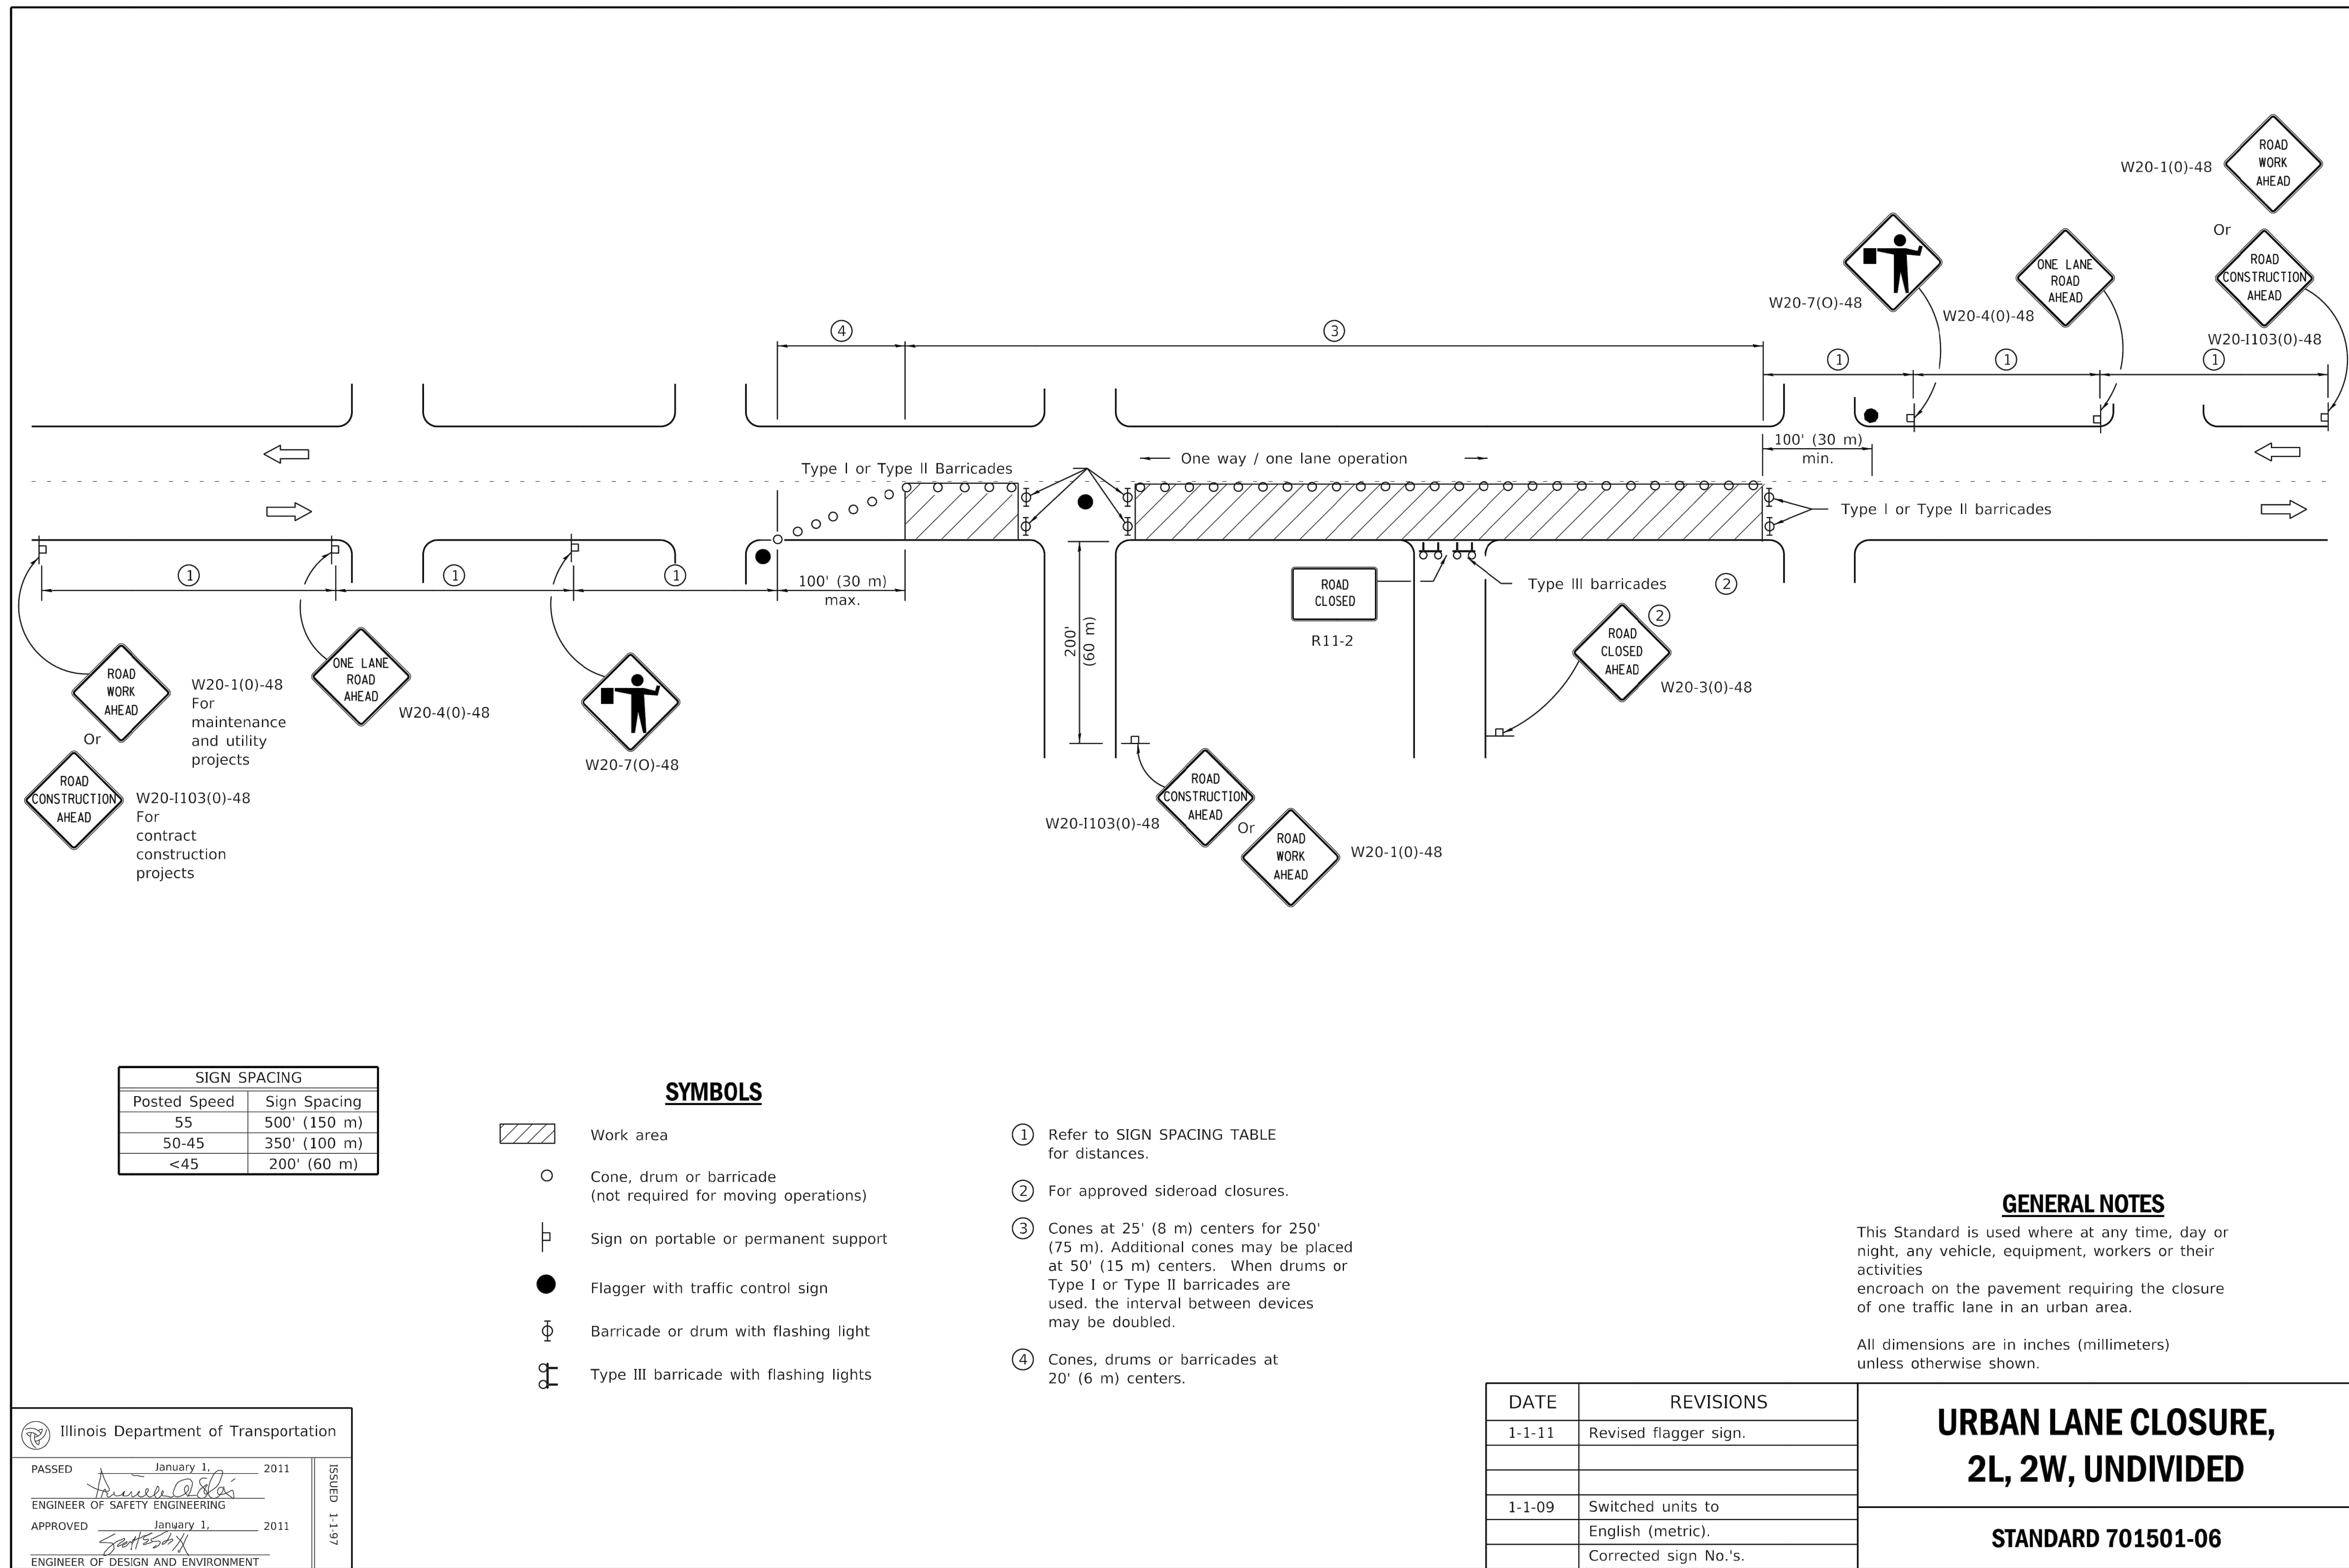 W20-1(0)-48
ROAD
WORK
AHEAD
Or
ROAD
CONSTRUCTION
AHEAD
W20-I103(0)-48
W20-7(O)-48
ONE LANE
ROAD
AHEAD
W20-4(0)-48
4
3
1
1
1
100' (30 m)
min.
Type I or Type II Barricades
One way / one lane operation
Type I or Type II barricades
1
1
1
100' (30 m)
max.
200'
(60 m)
ROAD
CLOSED
R11-2
Type III barricades
2
2
ROAD
CLOSED
AHEAD
W20-3(0)-48
ROAD
WORK
AHEAD
W20-1(0)-48
For
maintenance
and utility
projects
Or
ROAD
CONSTRUCTION
AHEAD
W20-I103(0)-48
For
contract
construction
projects
ONE LANE
ROAD
AHEAD
W20-4(0)-48
W20-7(O)-48
ROAD
CONSTRUCTION
AHEAD
W20-I103(0)-48
Or
ROAD
WORK
AHEAD
W20-1(0)-48
SIGN SPACING
Posted Speed Sign Spacing
55 500' (150 m)
50-45 350' (100 m)
<45 200' (60 m)
SYMBOLS
Work area
Cone, drum or barricade
(not required for moving operations)
Sign on portable or permanent support
Flagger with traffic control sign
Barricade or drum with flashing light
Type III barricade with flashing lights
1 Refer to SIGN SPACING TABLE
for distances.
2 For approved sideroad closures.
3 Cones at 25' (8 m) centers for 250'
(75 m). Additional cones may be placed
at 50' (15 m) centers. When drums or
Type I or Type II barricades are
used. the interval between devices
may be doubled.
4 Cones, drums or barricades at
20' (6 m) centers.
GENERAL NOTES
This Standard is used where at any time, day or
night, any vehicle, equipment, workers or their
activities
encroach on the pavement requiring the closure
of one traffic lane in an urban area.
All dimensions are in inches (millimeters)
unless otherwise shown.
Illinois Department of Transportation
PASSED January 1, 2011
ENGINEER OF SAFETY ENGINEERING
APPROVED January 1, 2011
ENGINEER OF DESIGN AND ENVIRONMENT
ISSUED 1-1-97
DATE REVISIONS
1-1-11 Revised flagger sign.
1-1-09 Switched units to
English (metric).
Corrected sign No.'s.
URBAN LANE CLOSURE,
2L, 2W, UNDIVIDED
STANDARD 701501-06